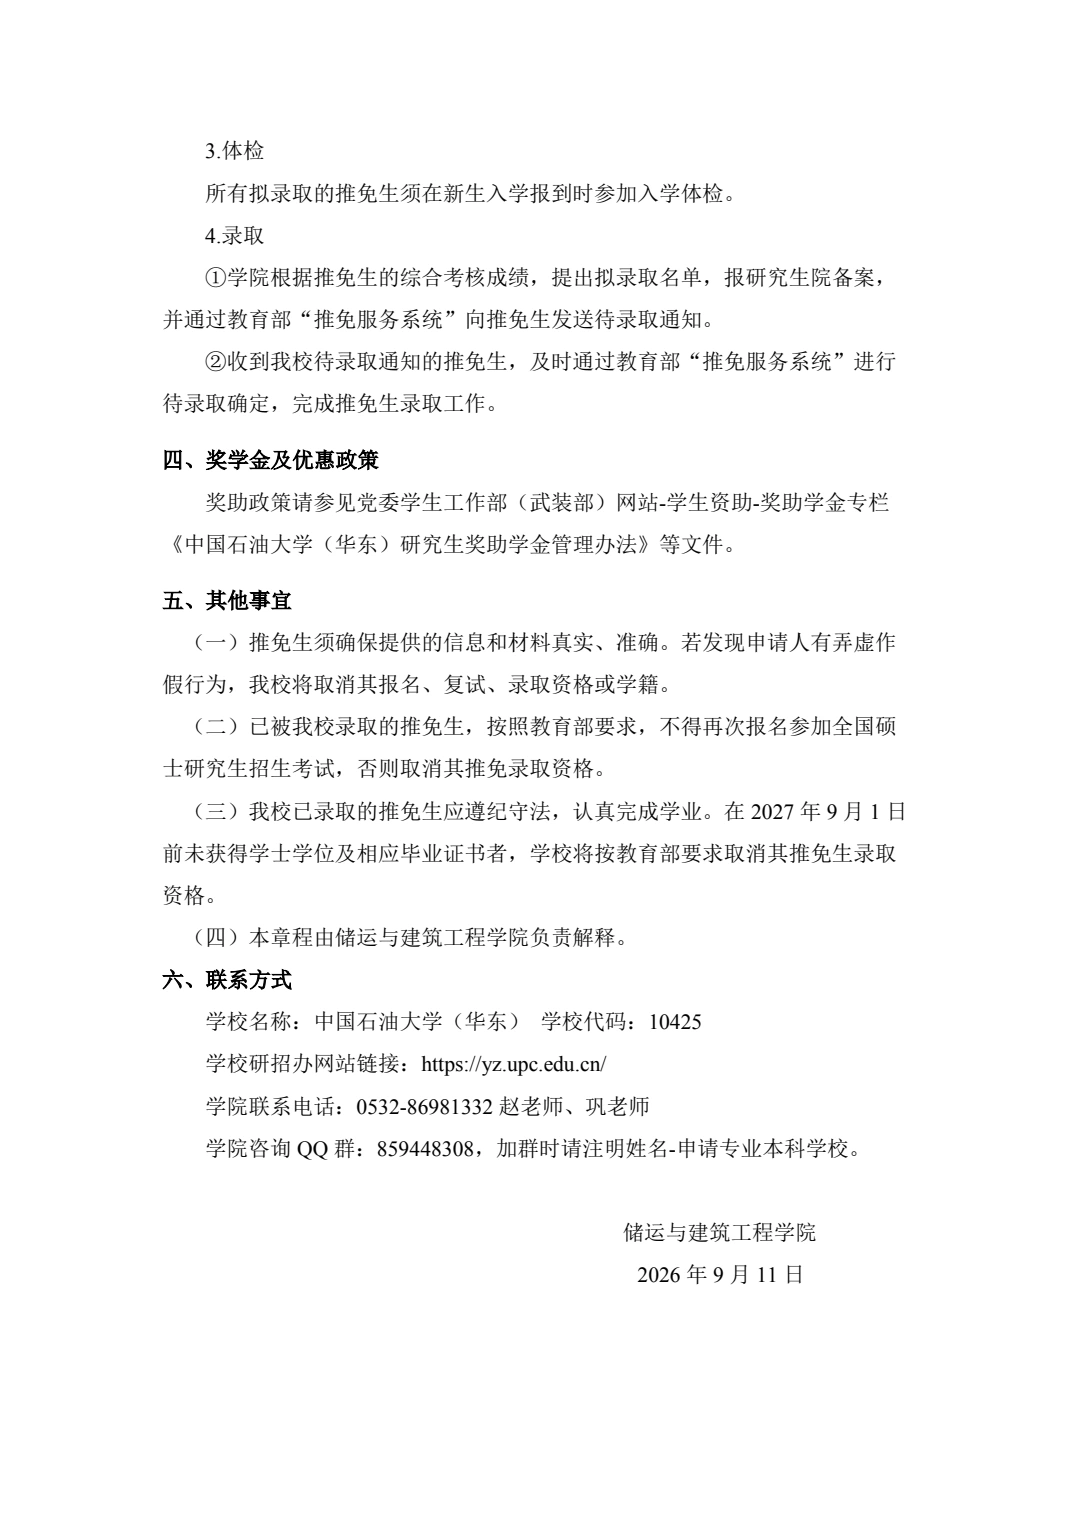 3.体检
所有拟录取的推免生须在新生入学报到时参加入学体检。
4.录取
①学院根据推免生的综合考核成绩，提出拟录取名单，报研究生院备案，
并通过教育部“推免服务系统”向推免生发送待录取通知。
②收到我校待录取通知的推免生，及时通过教育部“推免服务系统”进行
待录取确定，完成推免生录取工作。
四、奖学金及优惠政策
奖助政策请参见党委学生工作部（武装部）网站-学生资助-奖助学金专栏
《中国石油大学（华东）研究生奖助学金管理办法》等文件。
五、其他事宜
（一）推免生须确保提供的信息和材料真实、准确。若发现申请人有弄虚作
假行为，我校将取消其报名、复试、录取资格或学籍。
（二）已被我校录取的推免生，按照教育部要求，不得再次报名参加全国硕
士研究生招生考试，否则取消其推免录取资格。
（三）我校已录取的推免生应遵纪守法，认真完成学业。在 2027 年 9 月 1 日
前未获得学士学位及相应毕业证书者，学校将按教育部要求取消其推免生录取
资格。
（四）本章程由储运与建筑工程学院负责解释。
六、联系方式
学校名称：中国石油大学（华东） 学校代码：10425
学校研招办网站链接：https://yz.upc.edu.cn/
学院联系电话：0532-86981332 赵老师、巩老师
学院咨询 QQ 群：859448308，加群时请注明姓名-申请专业本科学校。
储运与建筑工程学院
2026 年 9 月 11 日